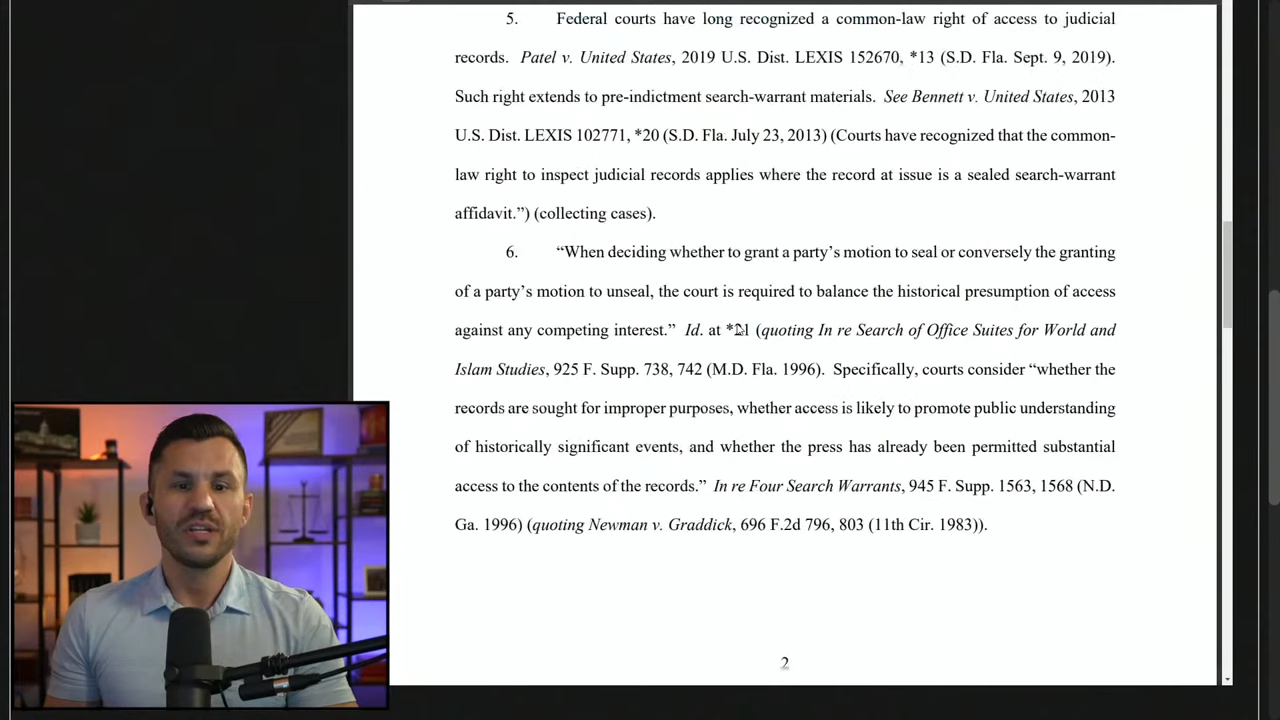 5. Federal courts have long recognized a common-law right of access to judicial
records. Patel v. United States, 2019 U.S. Dist. LEXIS 152670, *13 (S.D. Fla. Sept. 9, 2019).
Such right extends to pre-indictment search-warrant materials. See Bennett v. United States, 2013
U.S. Dist. LEXIS 102771, *20 (S.D. Fla. July 23, 2013) (Courts have recognized that the common-
law right to inspect judicial records applies where the record at issue is a sealed search-warrant
affidavit.”) (collecting cases).
6. “When deciding whether to grant a party’s motion to seal or conversely the granting
of a party’s motion to unseal, the court is required to balance the historical presumption of access
against any competing interest.” Id. at (quoting In re Search of Office Suites for World and
Islam Studies, 925 F. Supp. 738, 742 (M.D. Fla. 1996). Specifically, courts consider “whether the
records are sought for improper purposes, whether access is likely to promote public understanding
of historically significant events, and whether the press has already been permitted substantial
access to the contents of the records.” In re Four Search Warrants, 945 F. Supp. 1563, 1568 (N.D.
Ga. 1996) (quoting Newman v. Graddick, 696 F.2d 796, 803 (11th Cir. 1983)).
2